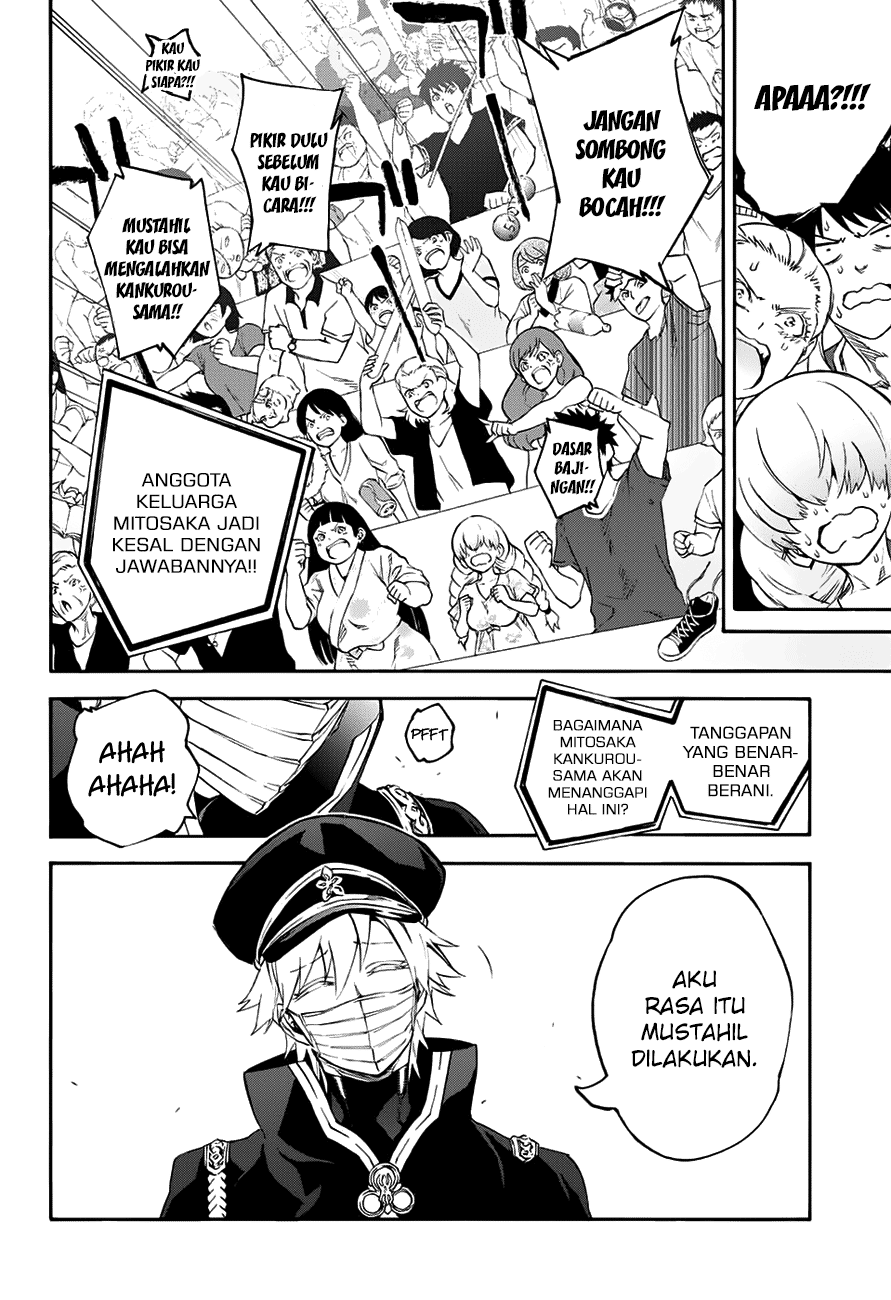 APAAA?!!!
JANGAN
SOMBONG
KAU
BOCAH!!!
PIKIR DULU
SEBELUM
KAU BI-
CARA!!!
KAU
PIKIR KAU
SIAPA?!!
MUSTAHIL
KAU BISA
MENGALAHKAN
KANKUROU-
SAMA!!
DASAR
BAJI-
NGAN!!
ANGGOTA
KELUARGA
MITOSAKA JADI
KESAL DENGAN
JAWABANNYA!!
TANGGAPAN
YANG BENAR-
BENAR
BERANI.
BAGAIMANA
MITOSAKA
KANKUROU-
SAMA AKAN
MENANGGAPI
HAL INI?
PFFT
AHAH
AHAHA!
AKU
RASA ITU
MUSTAHIL
DILAKUKAN.